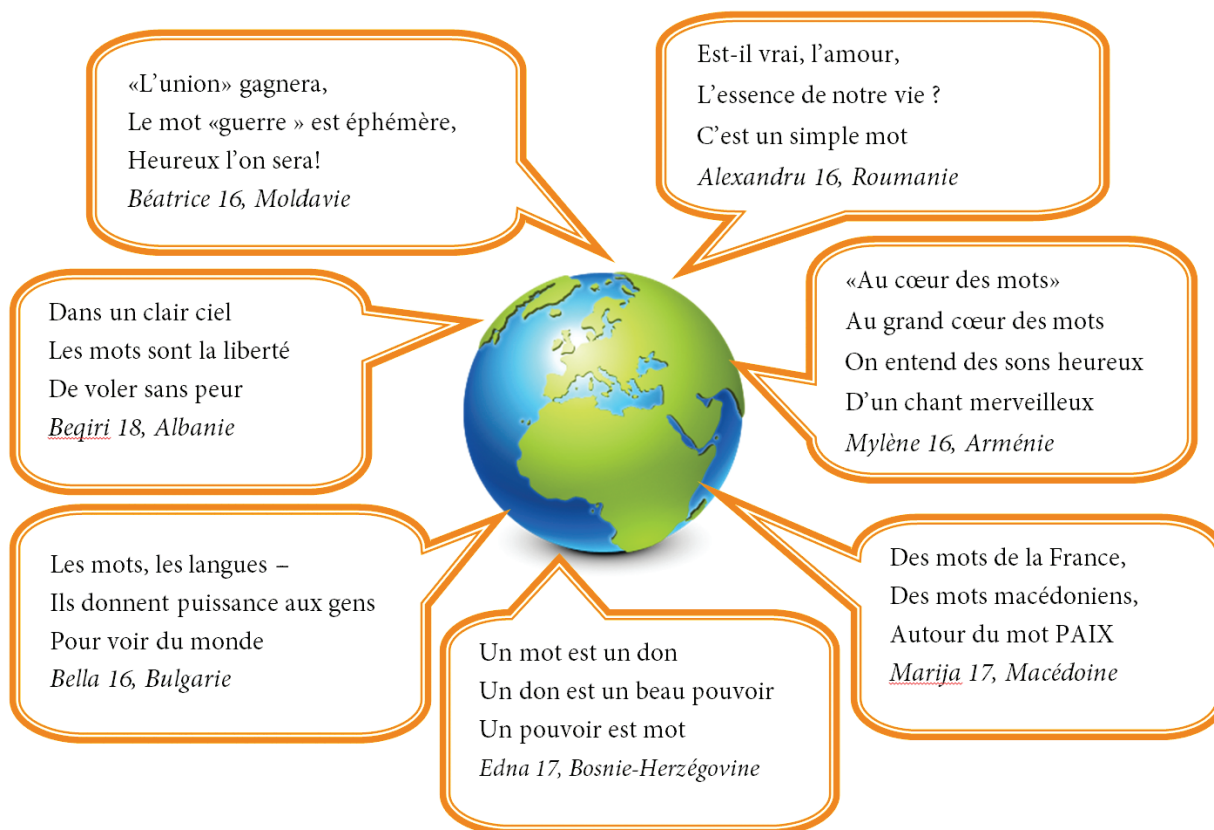 «L’union» gagnera,
Le mot «guerre » est éphémère,
Heureux l’on sera!
Béatrice 16, Moldavie
Est-il vrai, l’amour,
L’essence de notre vie ?
C’est un simple mot
Alexandru 16, Roumanie
Dans un clair ciel
Les mots sont la liberté
De voler sans peur
Beqiri 18, Albanie
«Au cœur des mots»
Au grand cœur des mots
On entend des sons heureux
D’un chant merveilleux
Mylène 16, Arménie
Les mots, les langues –
Ils donnent puissance aux gens
Pour voir du monde
Bella 16, Bulgarie
Un mot est un don
Un don est un beau pouvoir
Un pouvoir est mot
Edna 17, Bosnie-Herzégovine
Des mots de la France,
Des mots macédoniens,
Autour du mot PAIX
Marija 17, Macédoine